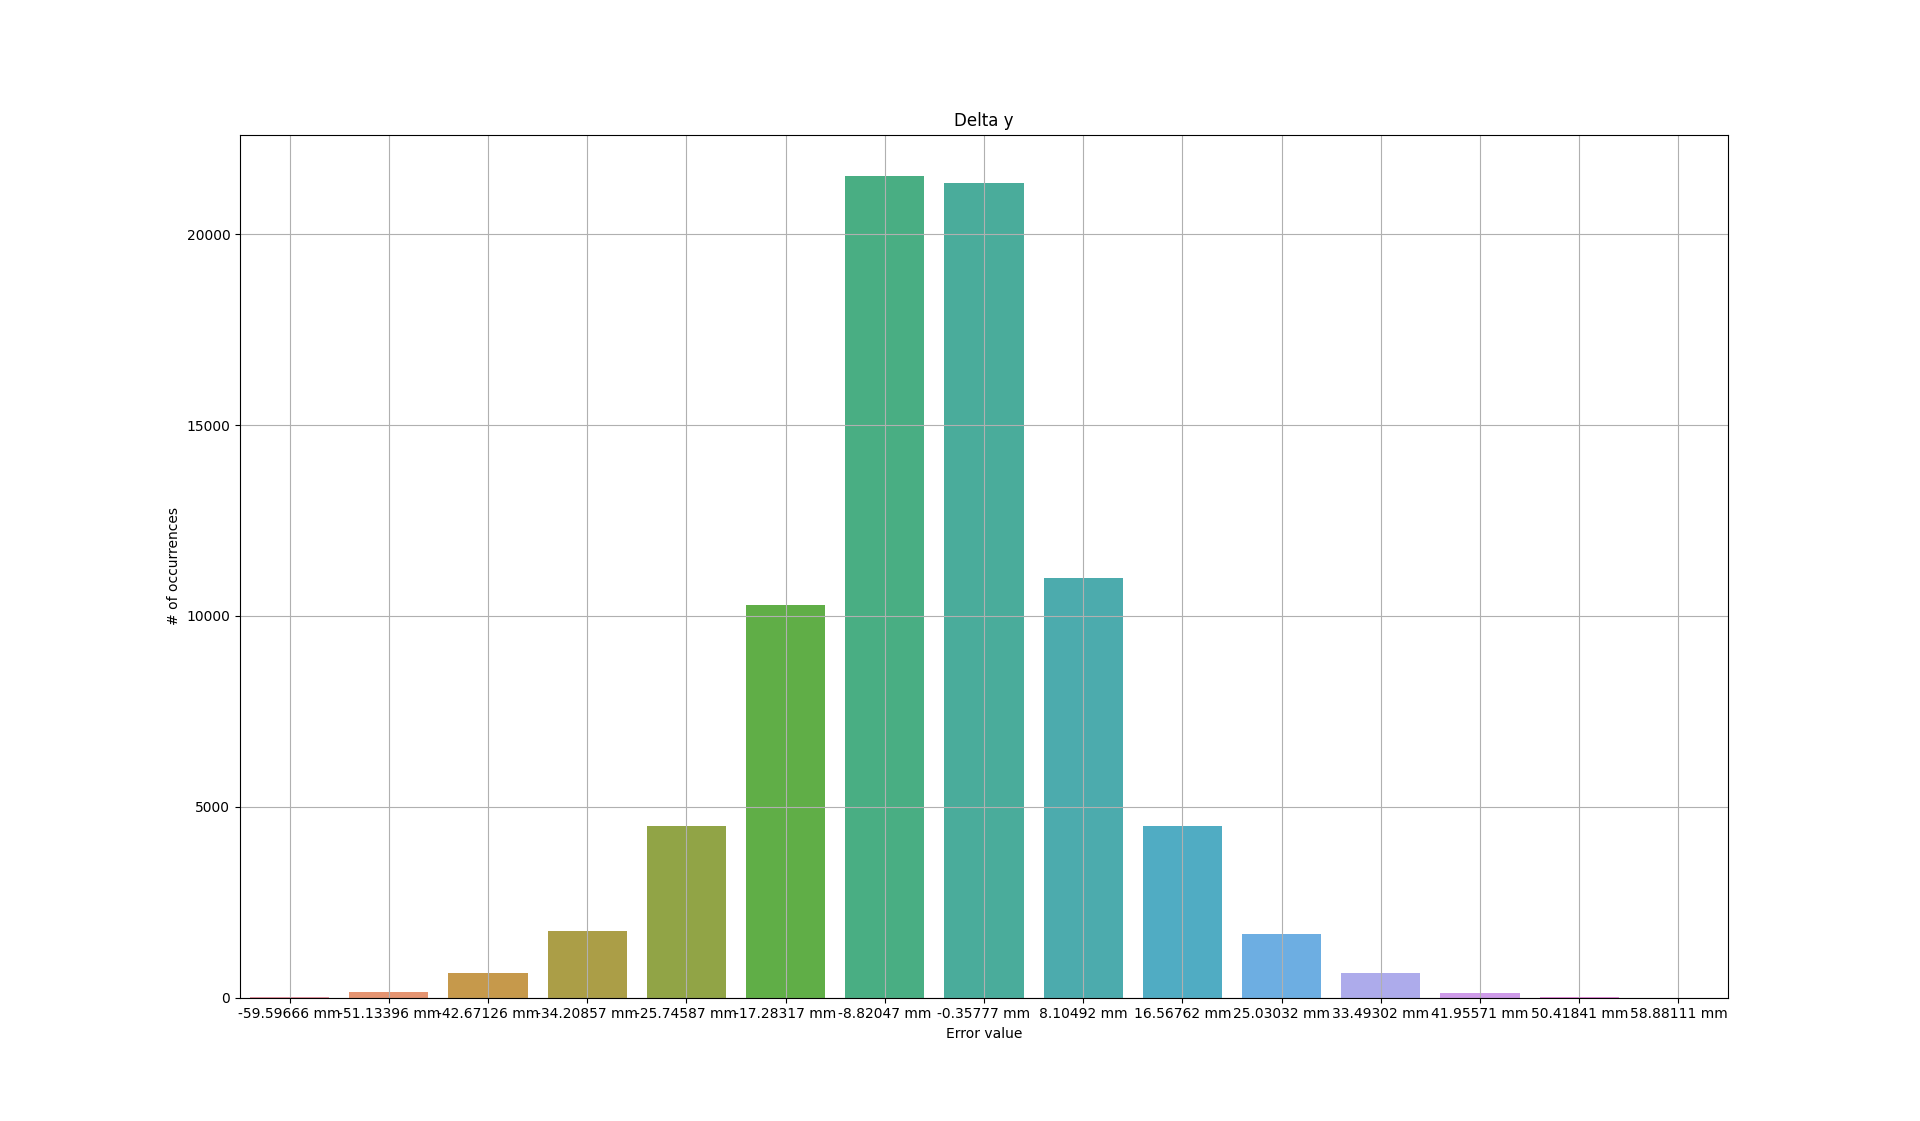 Delta y
20000
15000
10000
5000
0
# of occurrences
-59.59666 mm -51.13396 mm -42.67126 mm -34.20857 mm -25.74587 mm -17.28317 mm -8.82047 mm -0.35777 mm 8.10492 mm 16.56762 mm 25.03032 mm 33.49302 mm 41.95571 mm 50.41841 mm 58.88111 mm
Error value